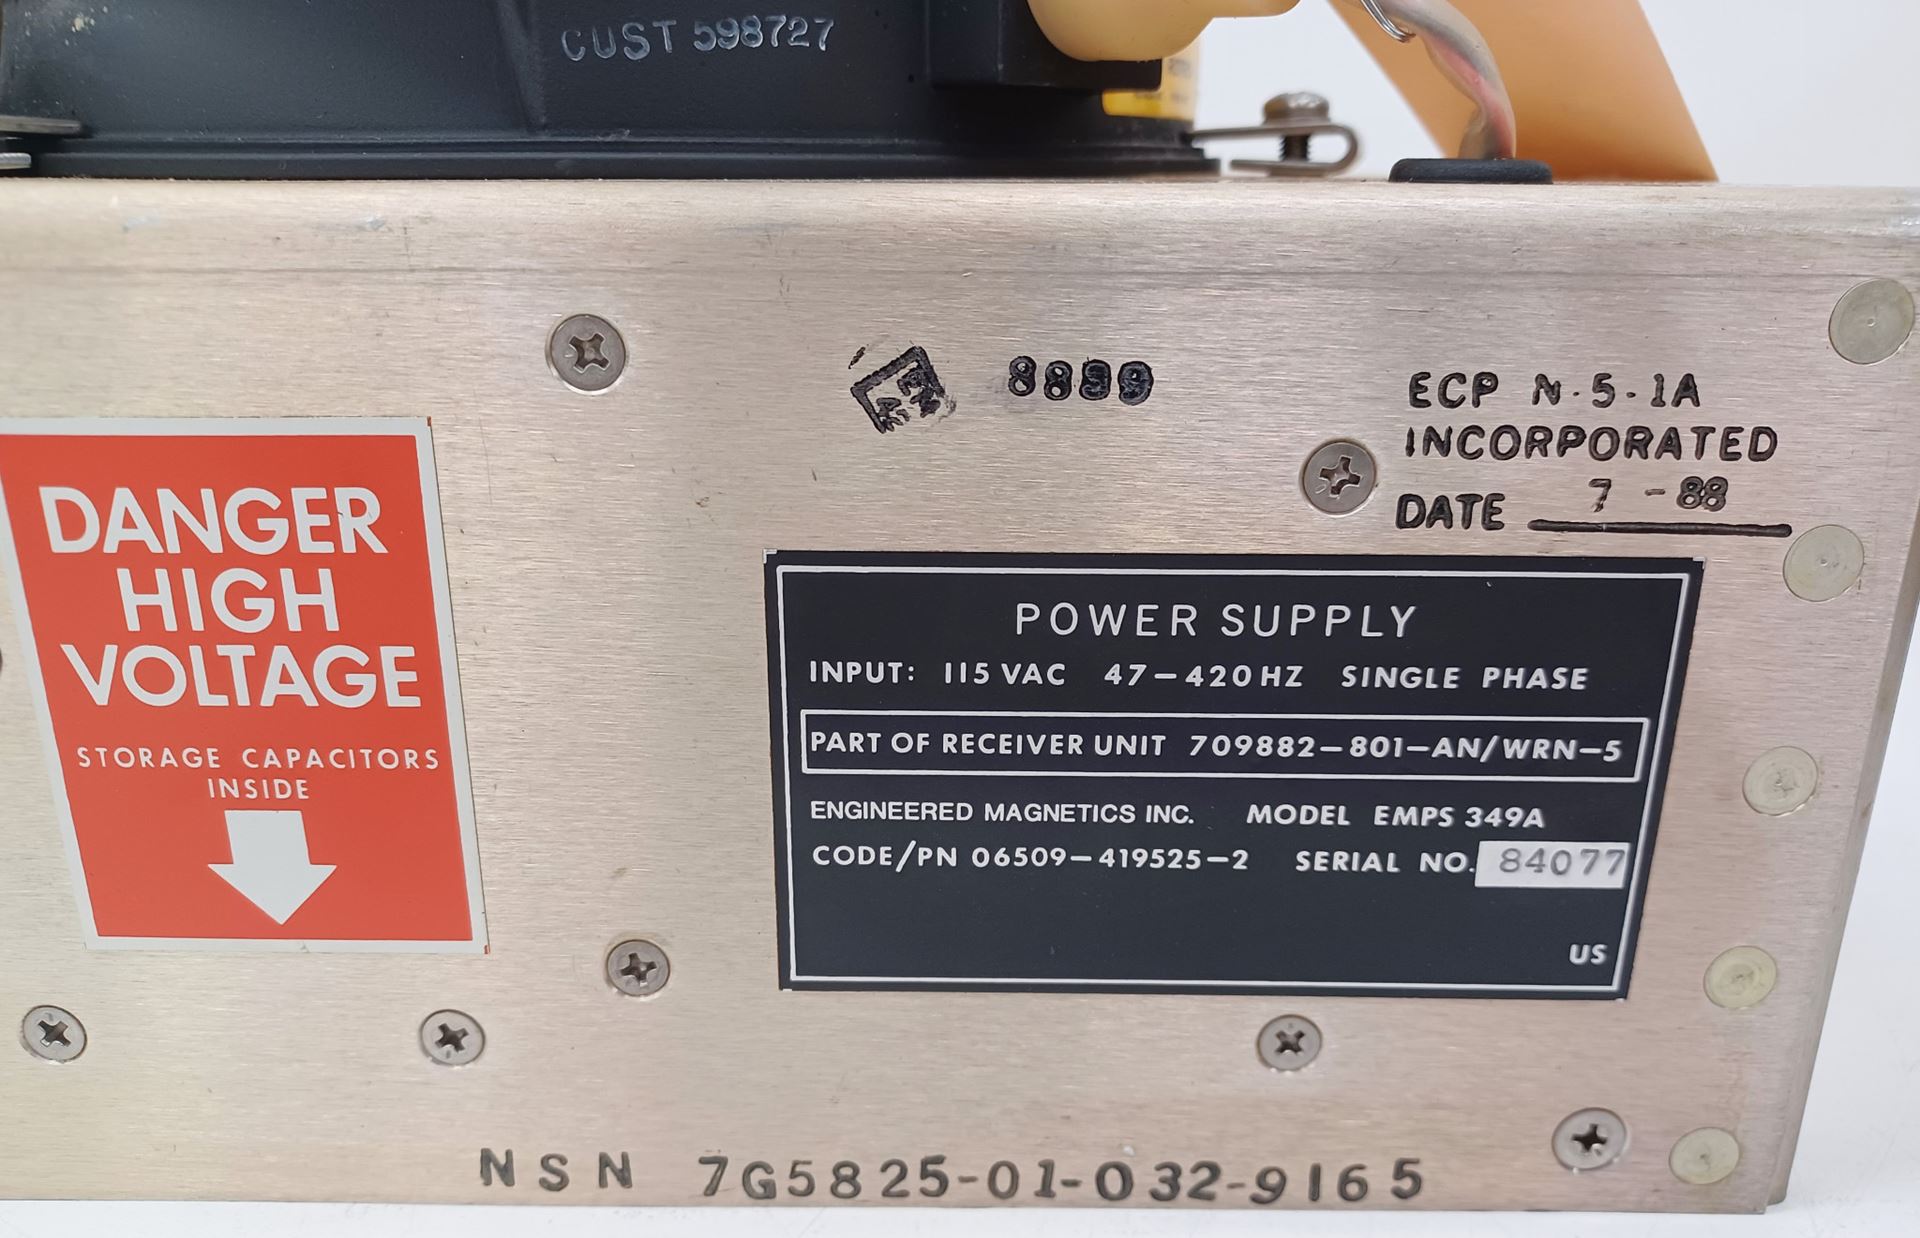 CUST 598727
ECP N-5-1A
INCORPORATED
DATE 7 - 88
DANGER
HIGH
VOLTAGE
STORAGE CAPACITORS
INSIDE
POWER SUPPLY
INPUT: 115 VAC 47-420 HZ SINGLE PHASE
PART OF RECEIVER UNIT 709882-801-AN/WRN-5
ENGINEERED MAGNETICS INC. MODEL EMPS 349A
CODE/PN 06509-419525-2 SERIAL NO. 84077
US
NSN 7G5825-01-032-9165